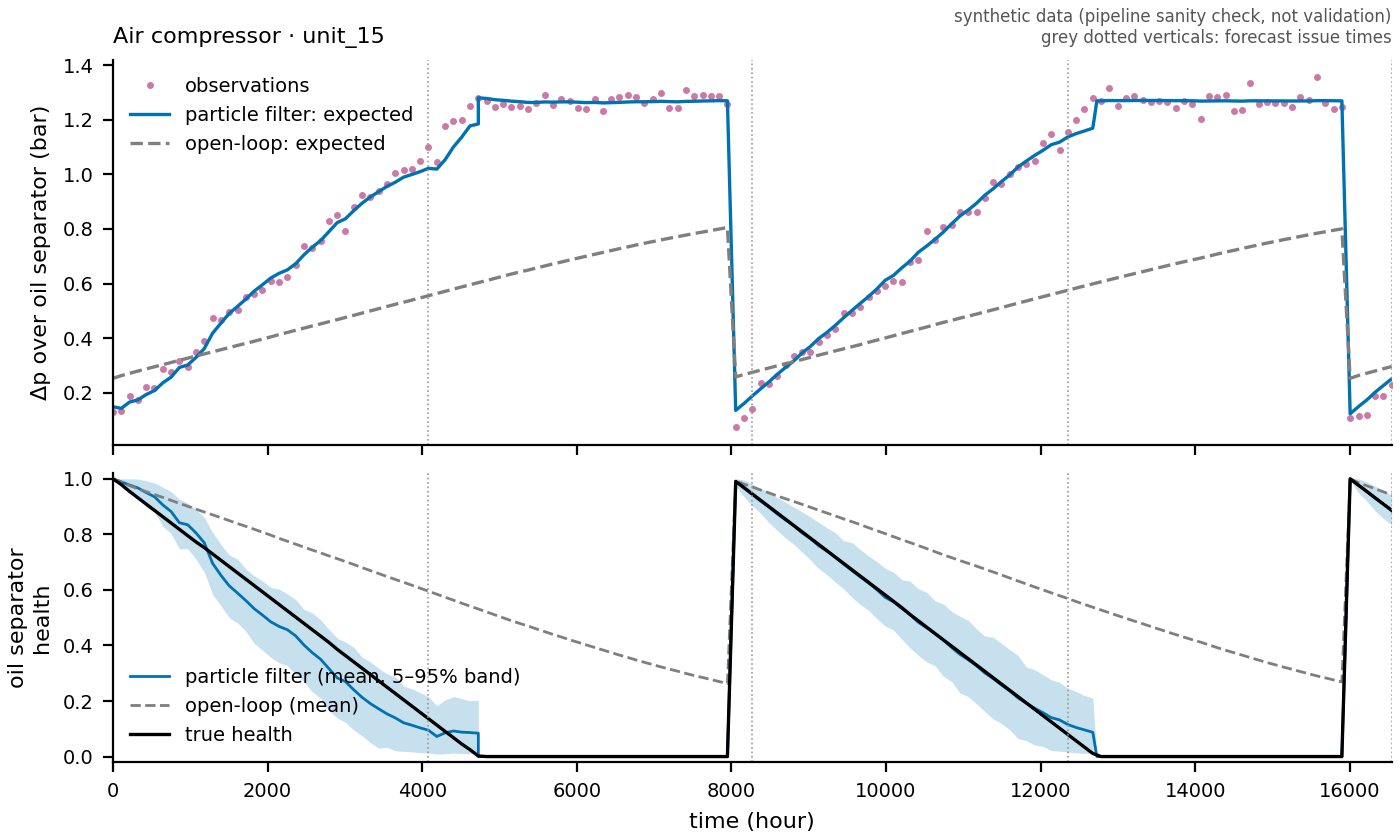 synthetic data (pipeline sanity check, not validation)
Air compressor · unit_15
grey dotted verticals: forecast issue times
1.4
1.2
1.0
0.8
0.6
0.4
0.2
Δp over oil separator (bar)
observations
particle filter: expected
open-loop: expected
1.0
0.8
0.6
0.4
0.2
0.0
oil separator
health
particle filter (mean, 5–95% band)
open-loop (mean)
true health
0 2000 4000 6000 8000 10000 12000 14000 16000
time (hour)